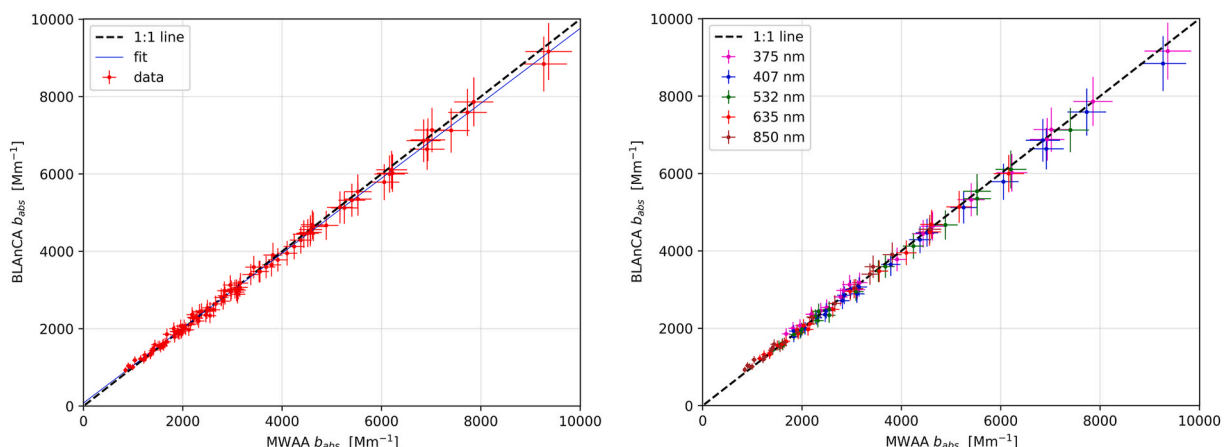 10000
8000
6000
4000
2000
0
BLAnCA b_abs [Mm⁻¹]
1:1 line
fit
data
0 2000 4000 6000 8000 10000
MWAA b_abs [Mm⁻¹]
10000
8000
6000
4000
2000
0
BLAnCA b_abs [Mm⁻¹]
1:1 line
375 nm
407 nm
532 nm
635 nm
850 nm
0 2000 4000 6000 8000 10000
MWAA b_abs [Mm⁻¹]